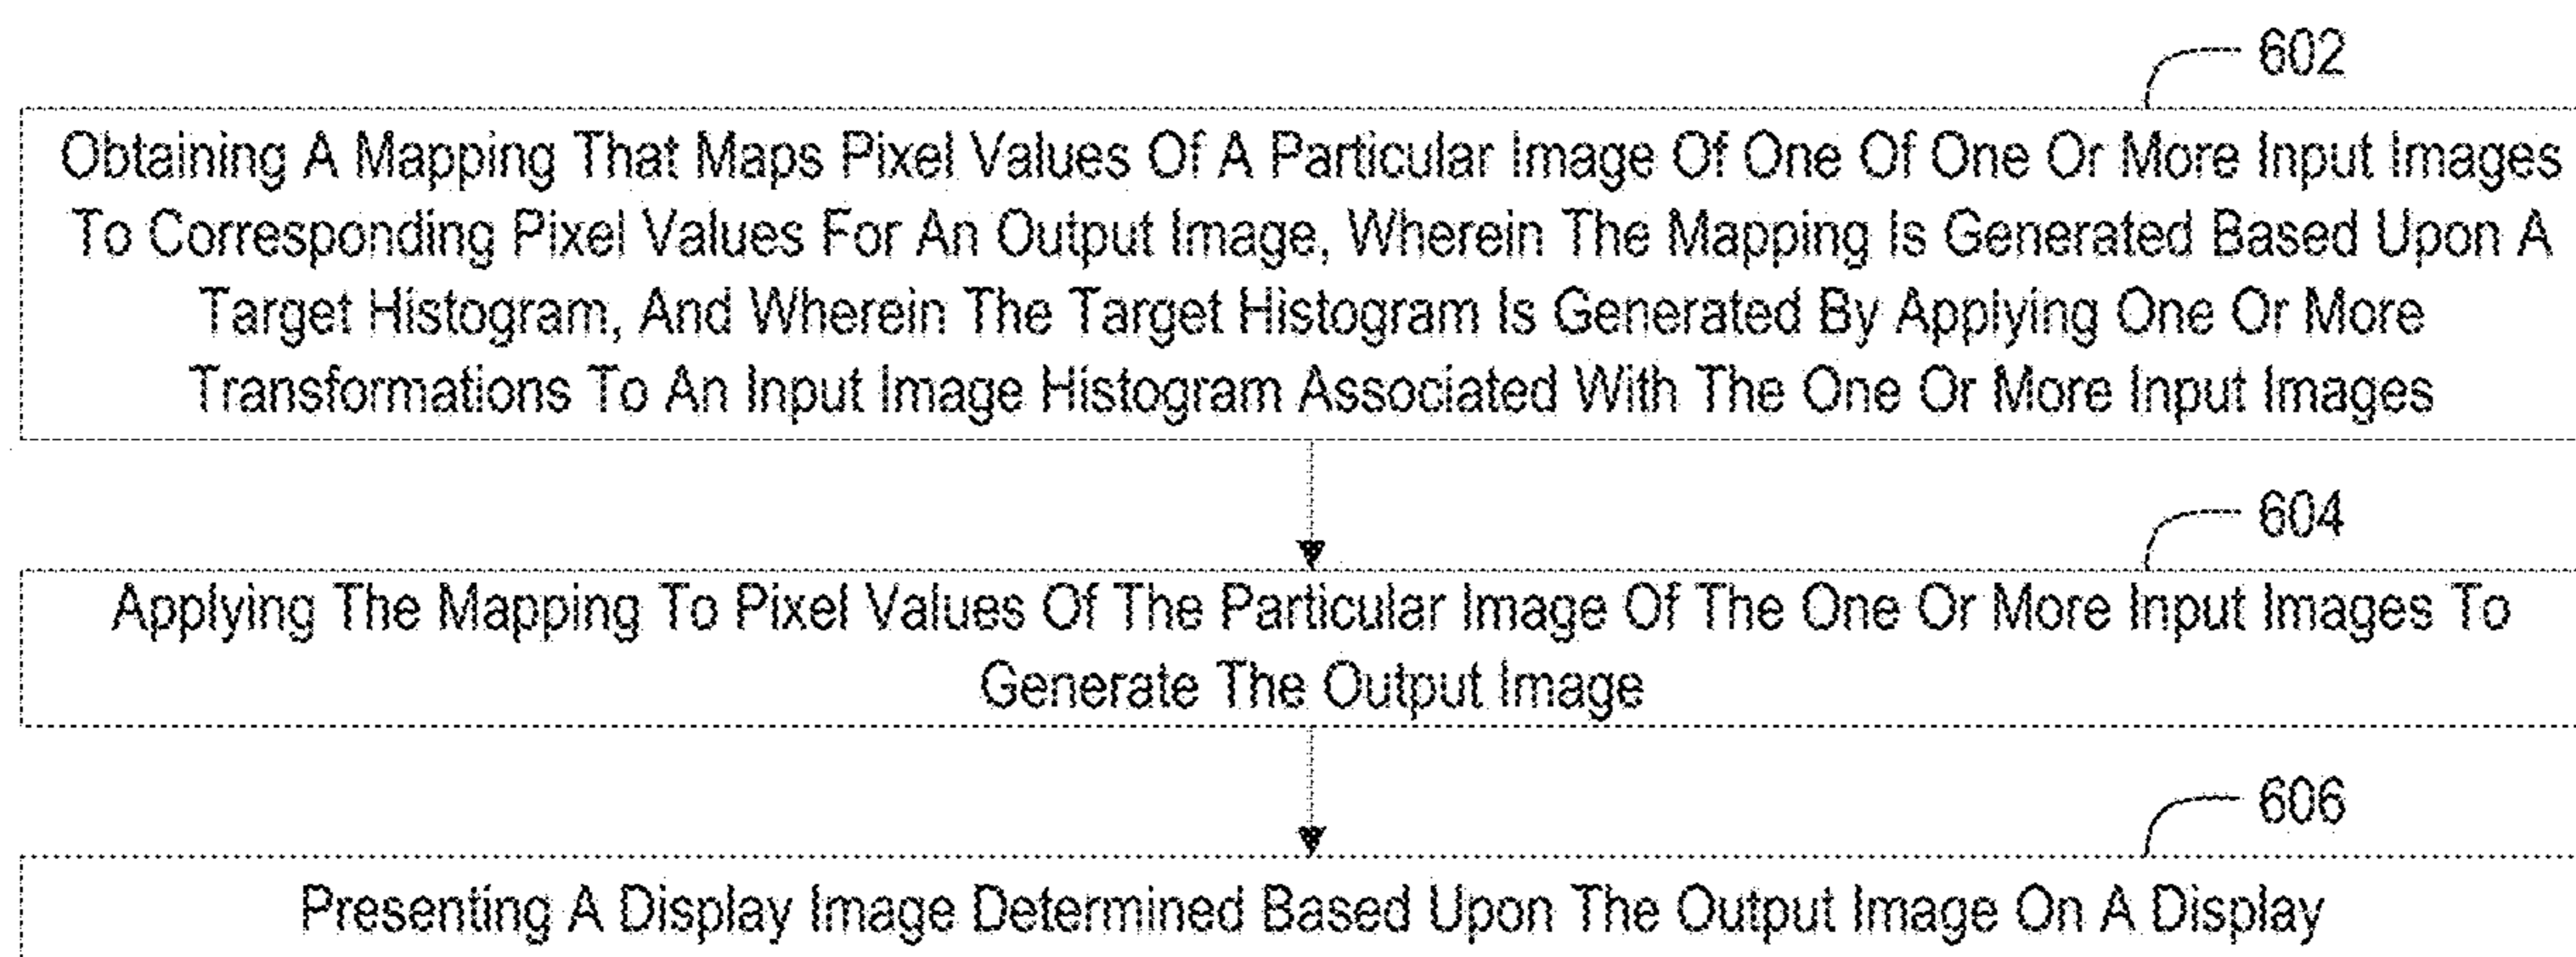 602
Obtaining A Mapping That Maps Pixel Values Of A Particular Image Of One Of One Or More Input Images
To Corresponding Pixel Values For An Output Image, Wherein The Mapping Is Generated Based Upon A
Target Histogram, And Wherein The Target Histogram Is Generated By Applying One Or More
Transformations To An Input Image Histogram Associated With The One Or More Input Images
604
Applying The Mapping To Pixel Values Of The Particular Image Of The One Or More Input Images To
Generate The Output Image
606
Presenting A Display Image Determined Based Upon The Output Image On A Display